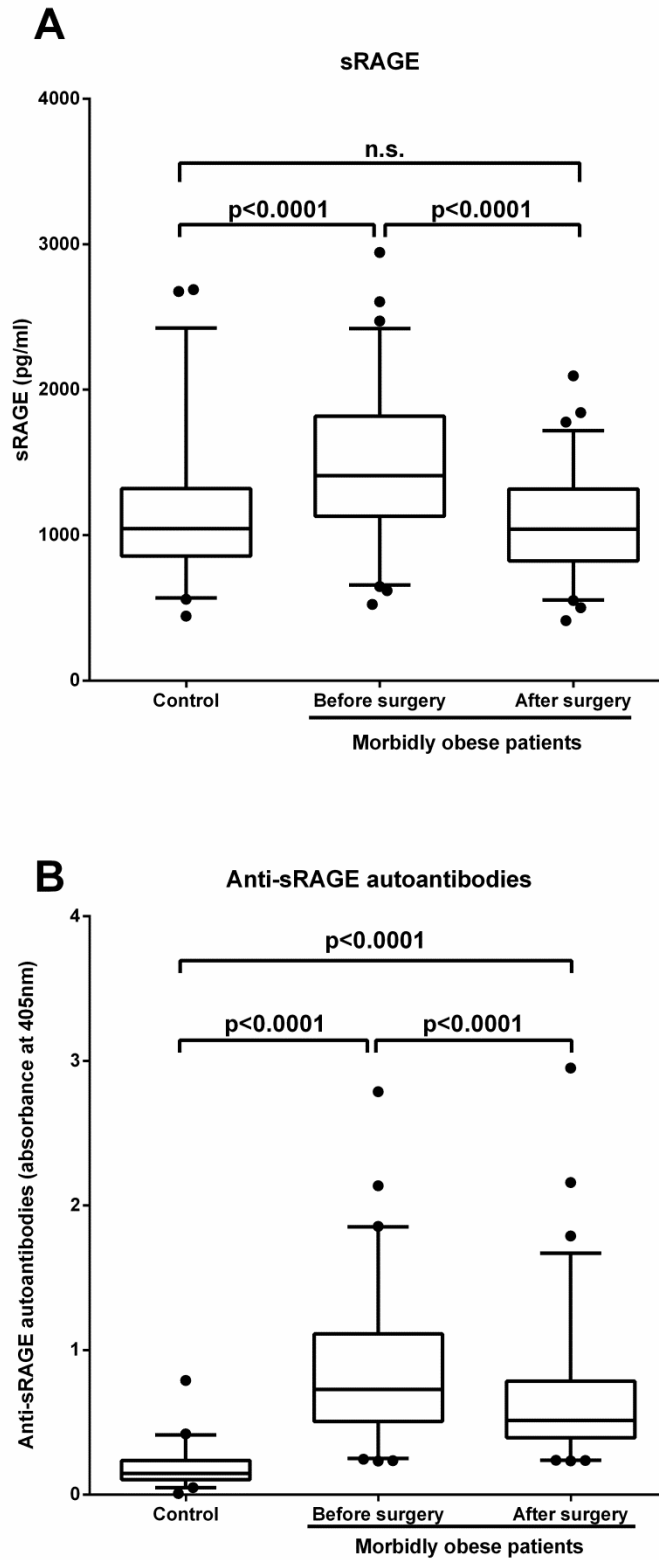 A
sRAGE
4000
n.s.
p<0.0001 p<0.0001
3000
sRAGE (pg/ml)
2000
1000
0
Control Before surgery After surgery
Morbidly obese patients
B
Anti-sRAGE autoantibodies
4
p<0.0001
p<0.0001 p<0.0001
3
Anti-sRAGE autoantibodies (absorbance at 405nm)
2
1
0
Control Before surgery After surgery
Morbidly obese patients